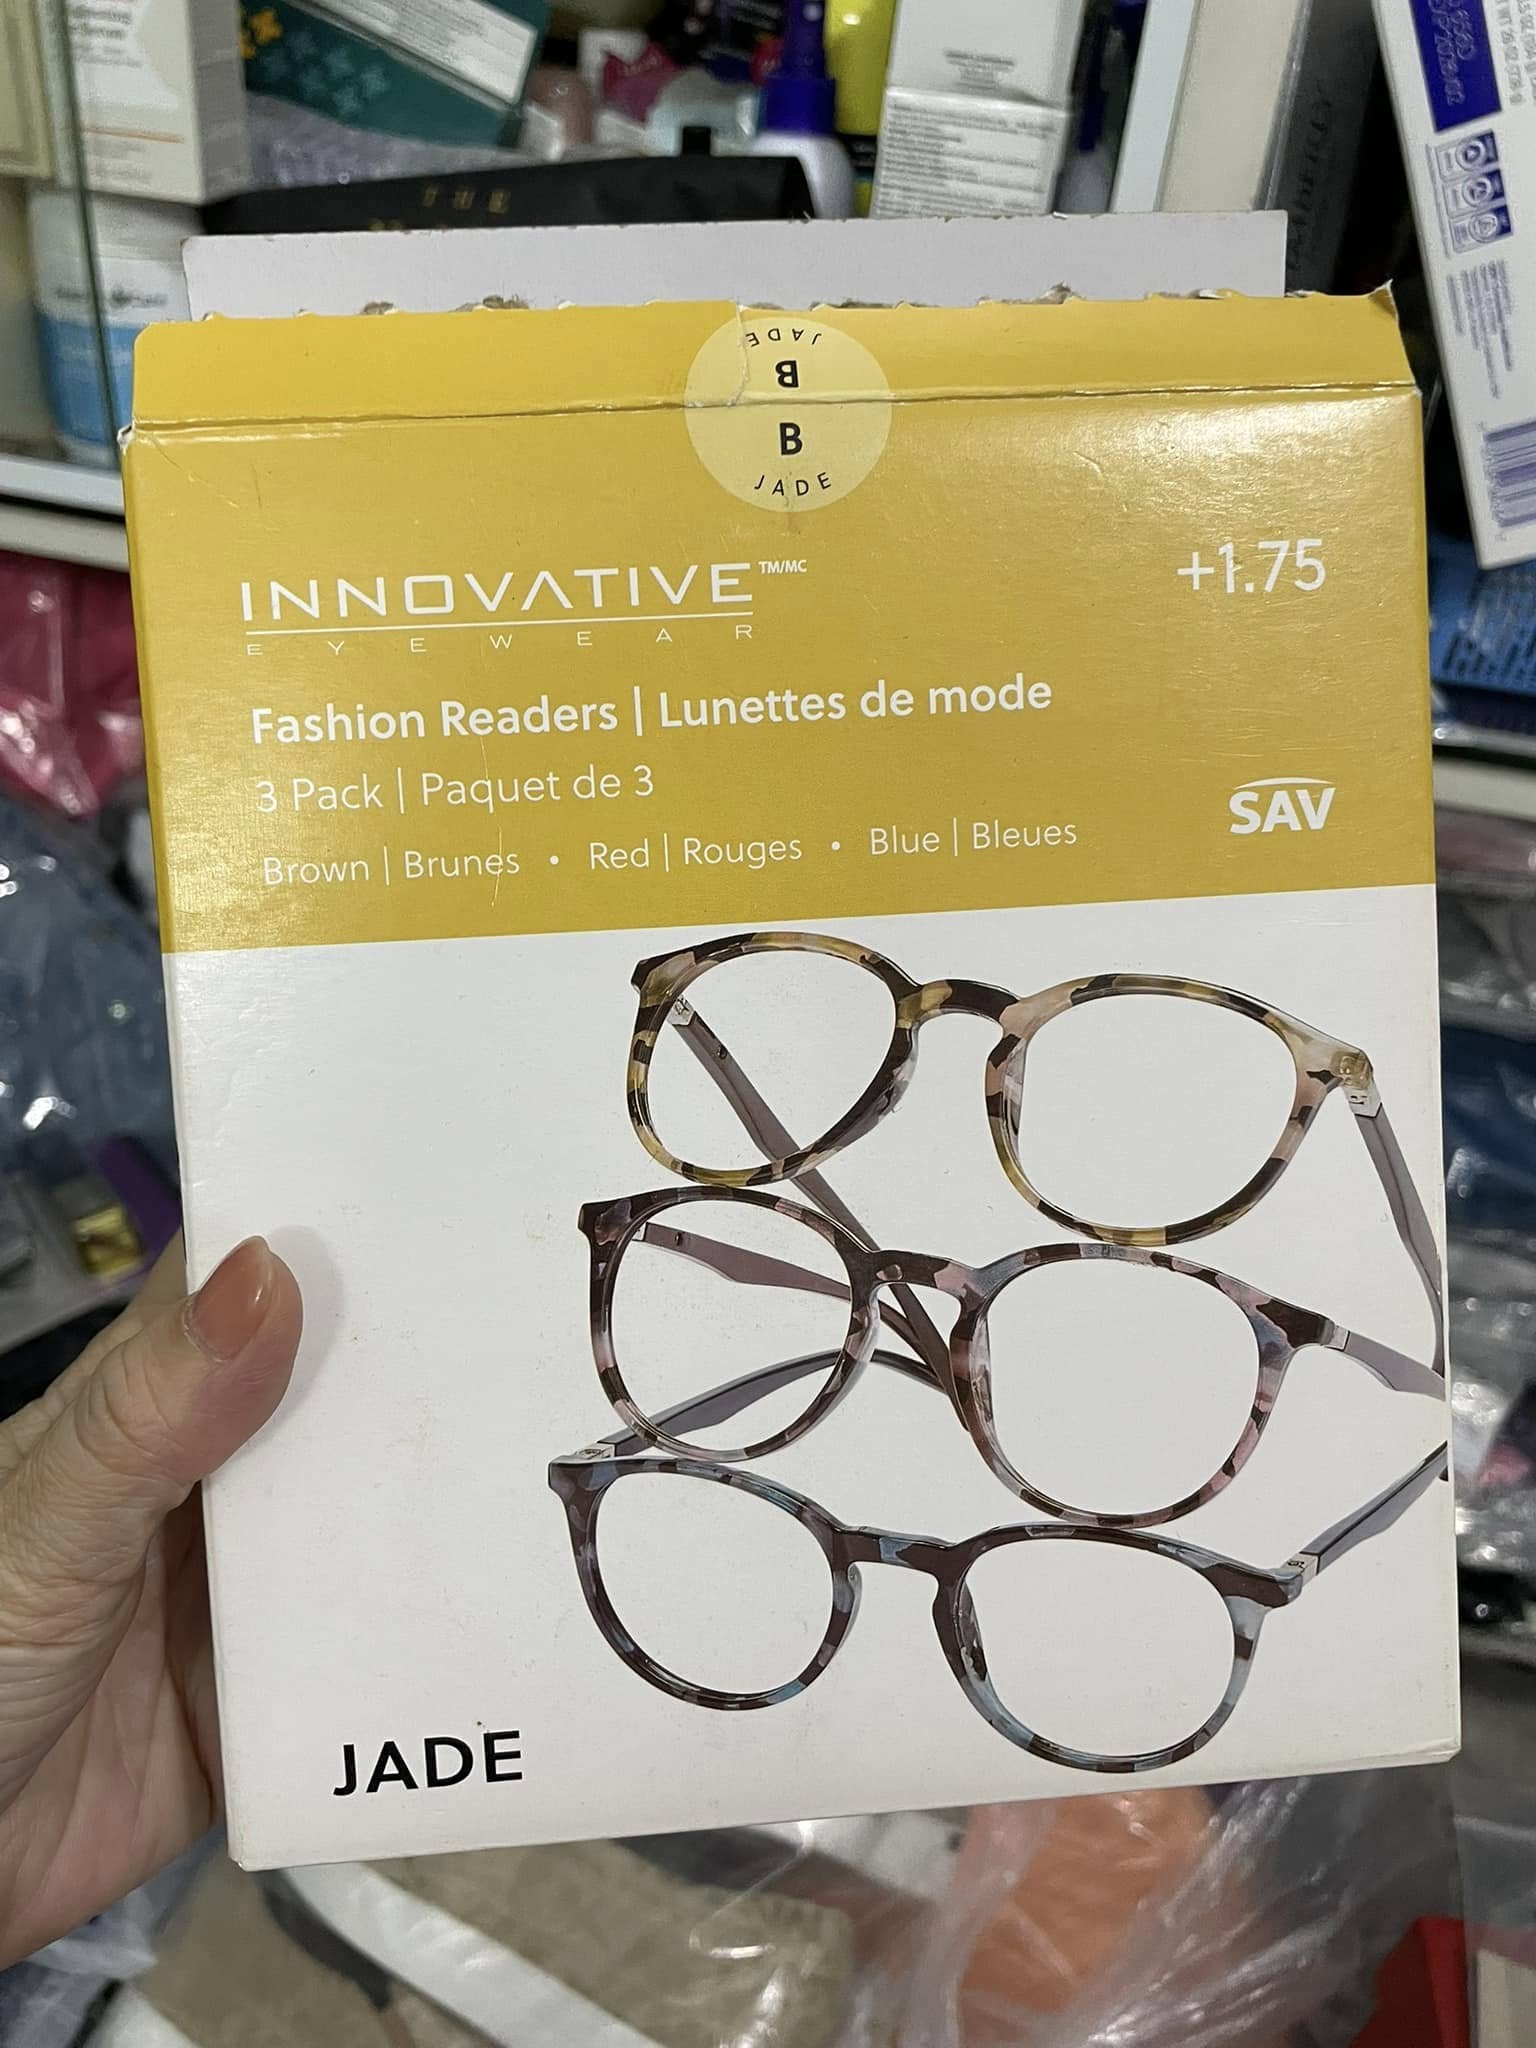 THE
JADE
B
B
JADE
INNOVATIVE TM/MC
EYEWEAR
+1.75
Fashion Readers | Lunettes de mode
3 Pack | Paquet de 3
SAV
Brown | Brunes • Red | Rouges • Blue | Bleues
JADE